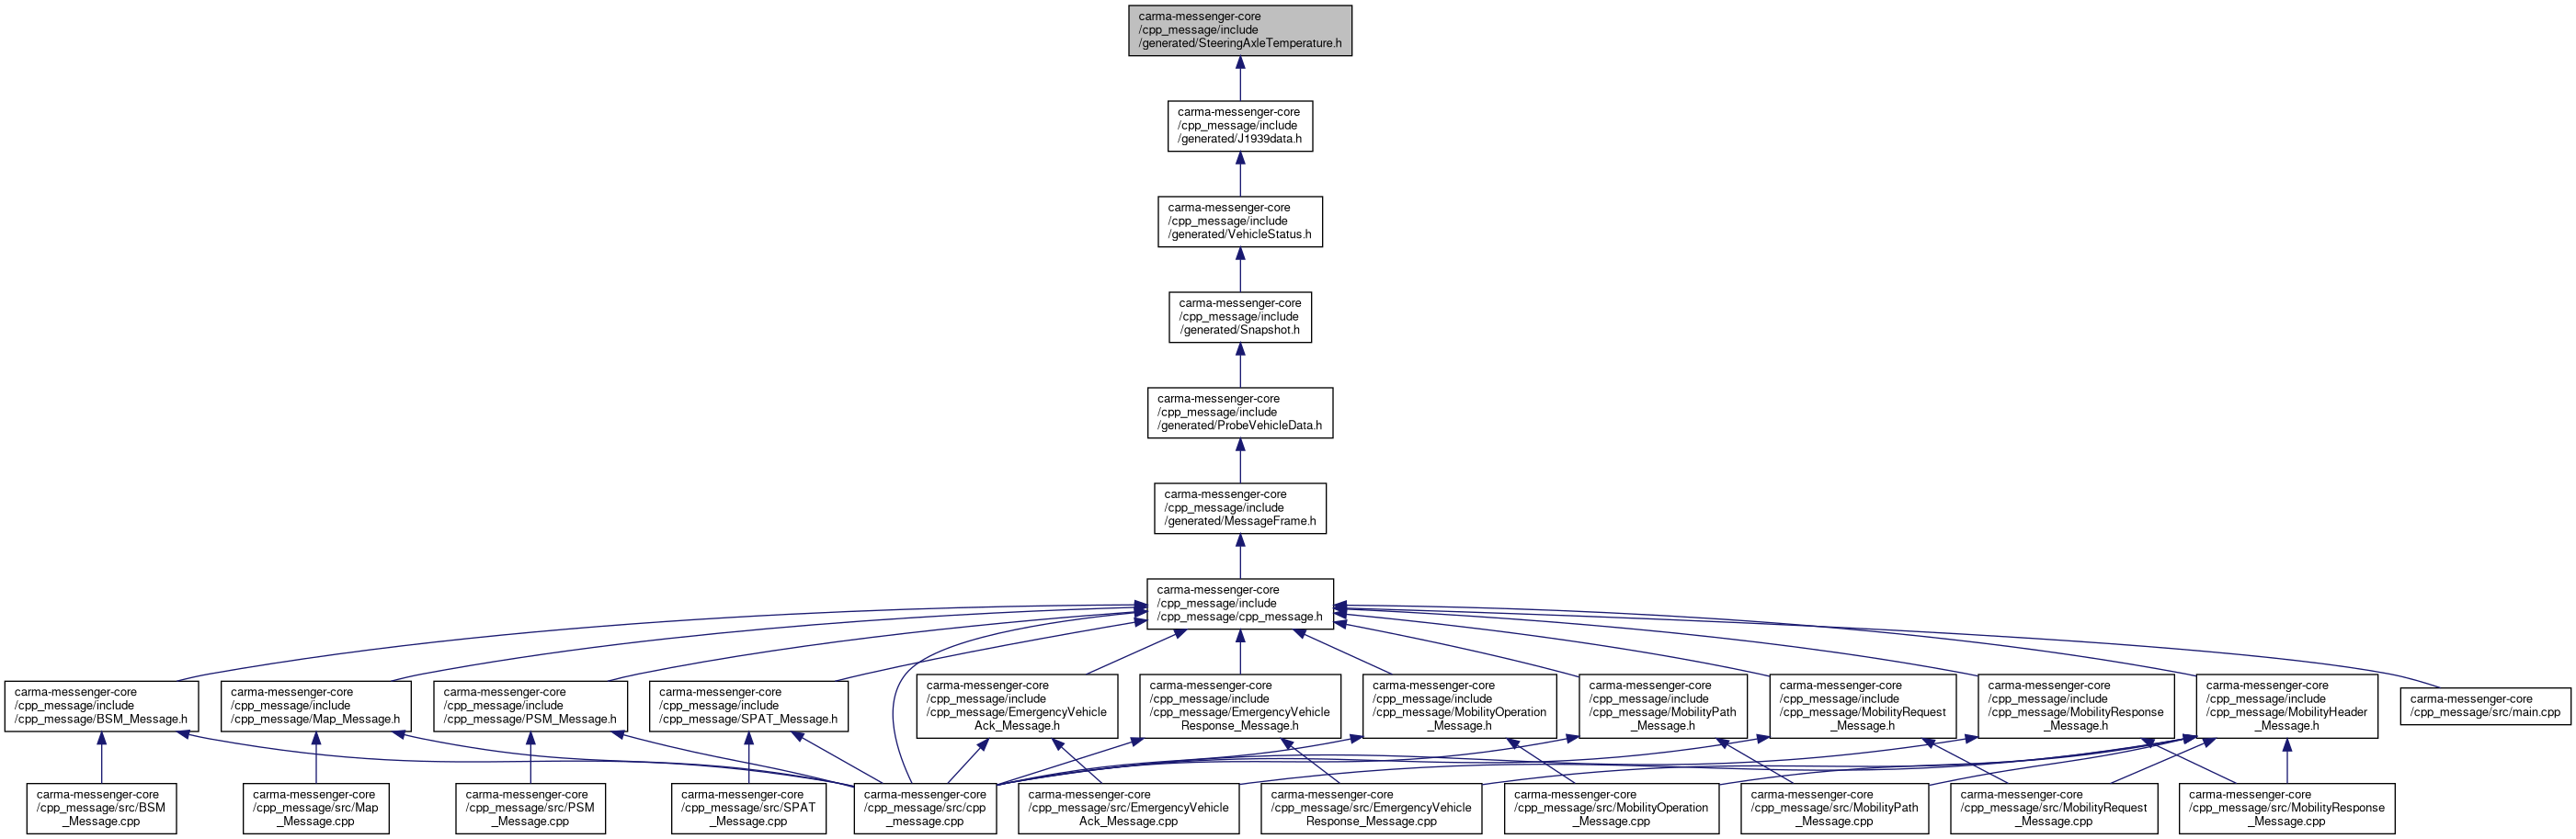 carma-messenger-core
/cpp_message/include
/generated/SteeringAxleTemperature.h
carma-messenger-core
/cpp_message/include
/generated/J1939data.h
carma-messenger-core
/cpp_message/include
/generated/VehicleStatus.h
carma-messenger-core
/cpp_message/include
/generated/Snapshot.h
carma-messenger-core
/cpp_message/include
/generated/ProbeVehicleData.h
carma-messenger-core
/cpp_message/include
/generated/MessageFrame.h
carma-messenger-core
/cpp_message/include
/cpp_message/cpp_message.h
carma-messenger-core
/cpp_message/include
/cpp_message/BSM_Message.h
carma-messenger-core
/cpp_message/include
/cpp_message/Map_Message.h
carma-messenger-core
/cpp_message/include
/cpp_message/PSM_Message.h
carma-messenger-core
/cpp_message/include
/cpp_message/SPAT_Message.h
carma-messenger-core
/cpp_message/include
/cpp_message/EmergencyVehicle
Ack_Message.h
carma-messenger-core
/cpp_message/include
/cpp_message/EmergencyVehicle
Response_Message.h
carma-messenger-core
/cpp_message/include
/cpp_message/MobilityOperation
_Message.h
carma-messenger-core
/cpp_message/include
/cpp_message/MobilityPath
_Message.h
carma-messenger-core
/cpp_message/include
/cpp_message/MobilityRequest
_Message.h
carma-messenger-core
/cpp_message/include
/cpp_message/MobilityResponse
_Message.h
carma-messenger-core
/cpp_message/include
/cpp_message/MobilityHeader
_Message.h
carma-messenger-core
/cpp_message/src/main.cpp
carma-messenger-core
/cpp_message/src/BSM
_Message.cpp
carma-messenger-core
/cpp_message/src/Map
_Message.cpp
carma-messenger-core
/cpp_message/src/PSM
_Message.cpp
carma-messenger-core
/cpp_message/src/SPAT
_Message.cpp
carma-messenger-core
/cpp_message/src/cpp
_message.cpp
carma-messenger-core
/cpp_message/src/EmergencyVehicle
Ack_Message.cpp
carma-messenger-core
/cpp_message/src/EmergencyVehicle
Response_Message.cpp
carma-messenger-core
/cpp_message/src/MobilityOperation
_Message.cpp
carma-messenger-core
/cpp_message/src/MobilityPath
_Message.cpp
carma-messenger-core
/cpp_message/src/MobilityRequest
_Message.cpp
carma-messenger-core
/cpp_message/src/MobilityResponse
_Message.cpp